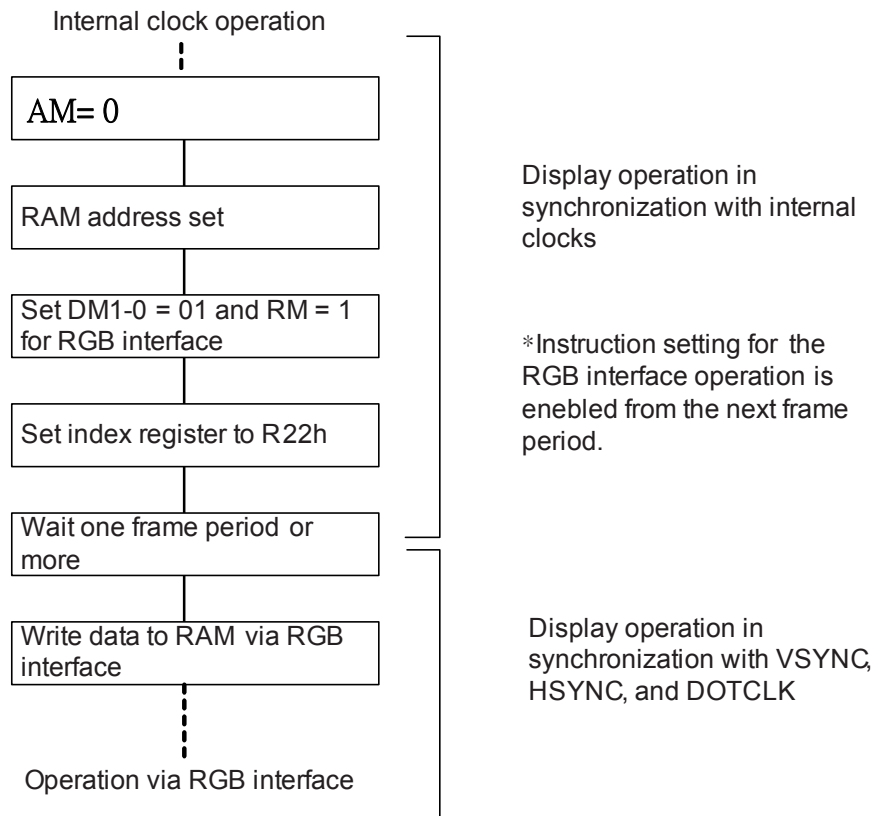 Internal clock operation
AM= 0
RAM address set
Set DM1-0 = 01 and RM = 1
for RGB interface
Set index register to R22h
Wait one frame period or
more
Write data to RAM via RGB
interface
Operation via RGB interface
Display operation in
synchronization with internal
clocks
*Instruction setting for the
RGB interface operation is
enebled from the next frame
period.
Display operation in
synchronization with VSYNC,
HSYNC, and DOTCLK